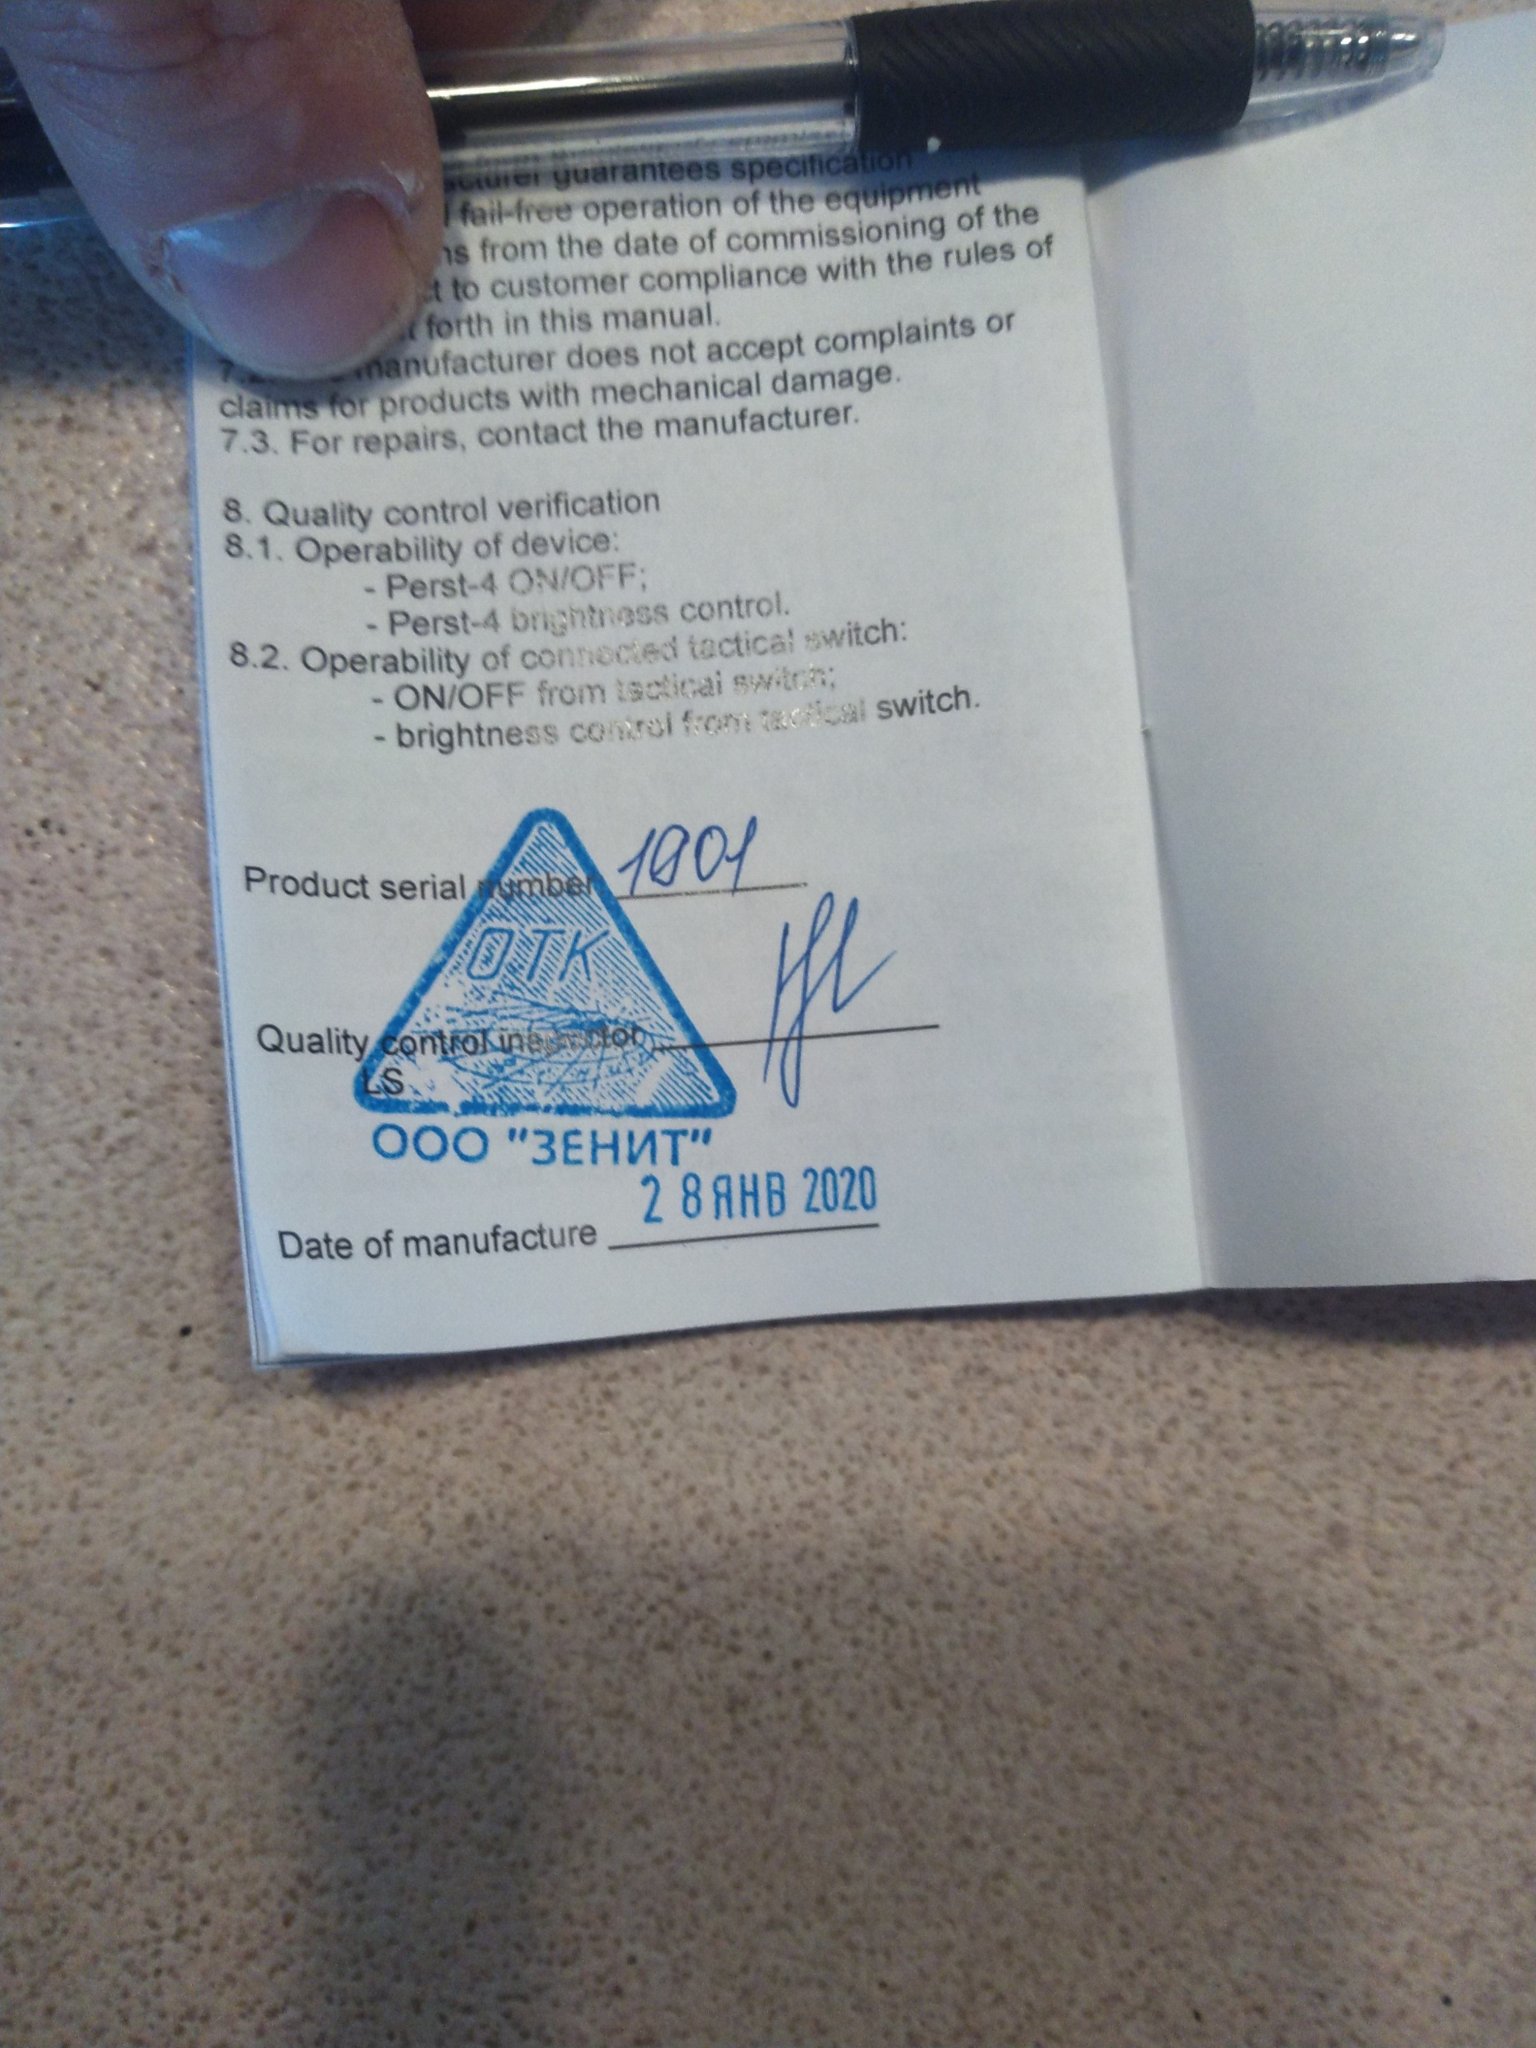 guarantees specification
fail-free operation of the equipment
from the date of commissioning of the
to customer compliance with the rules of
forth in this manual.
manufacturer does not accept complaints or
claims for products with mechanical damage.
7.3. For repairs, contact the manufacturer.
8. Quality control verification
8.1. Operability of device:
- Perst-4 ON/OFF;
- Perst-4 brightness control.
8.2. Operability of connected tactical switch:
- ON/OFF from tactical switch;
- brightness control from tactical switch.
Product serial number 1901
ОТК
Quality control inspector
LS
ООО "ЗЕНИТ"
28 ЯНВ 2020
Date of manufacture